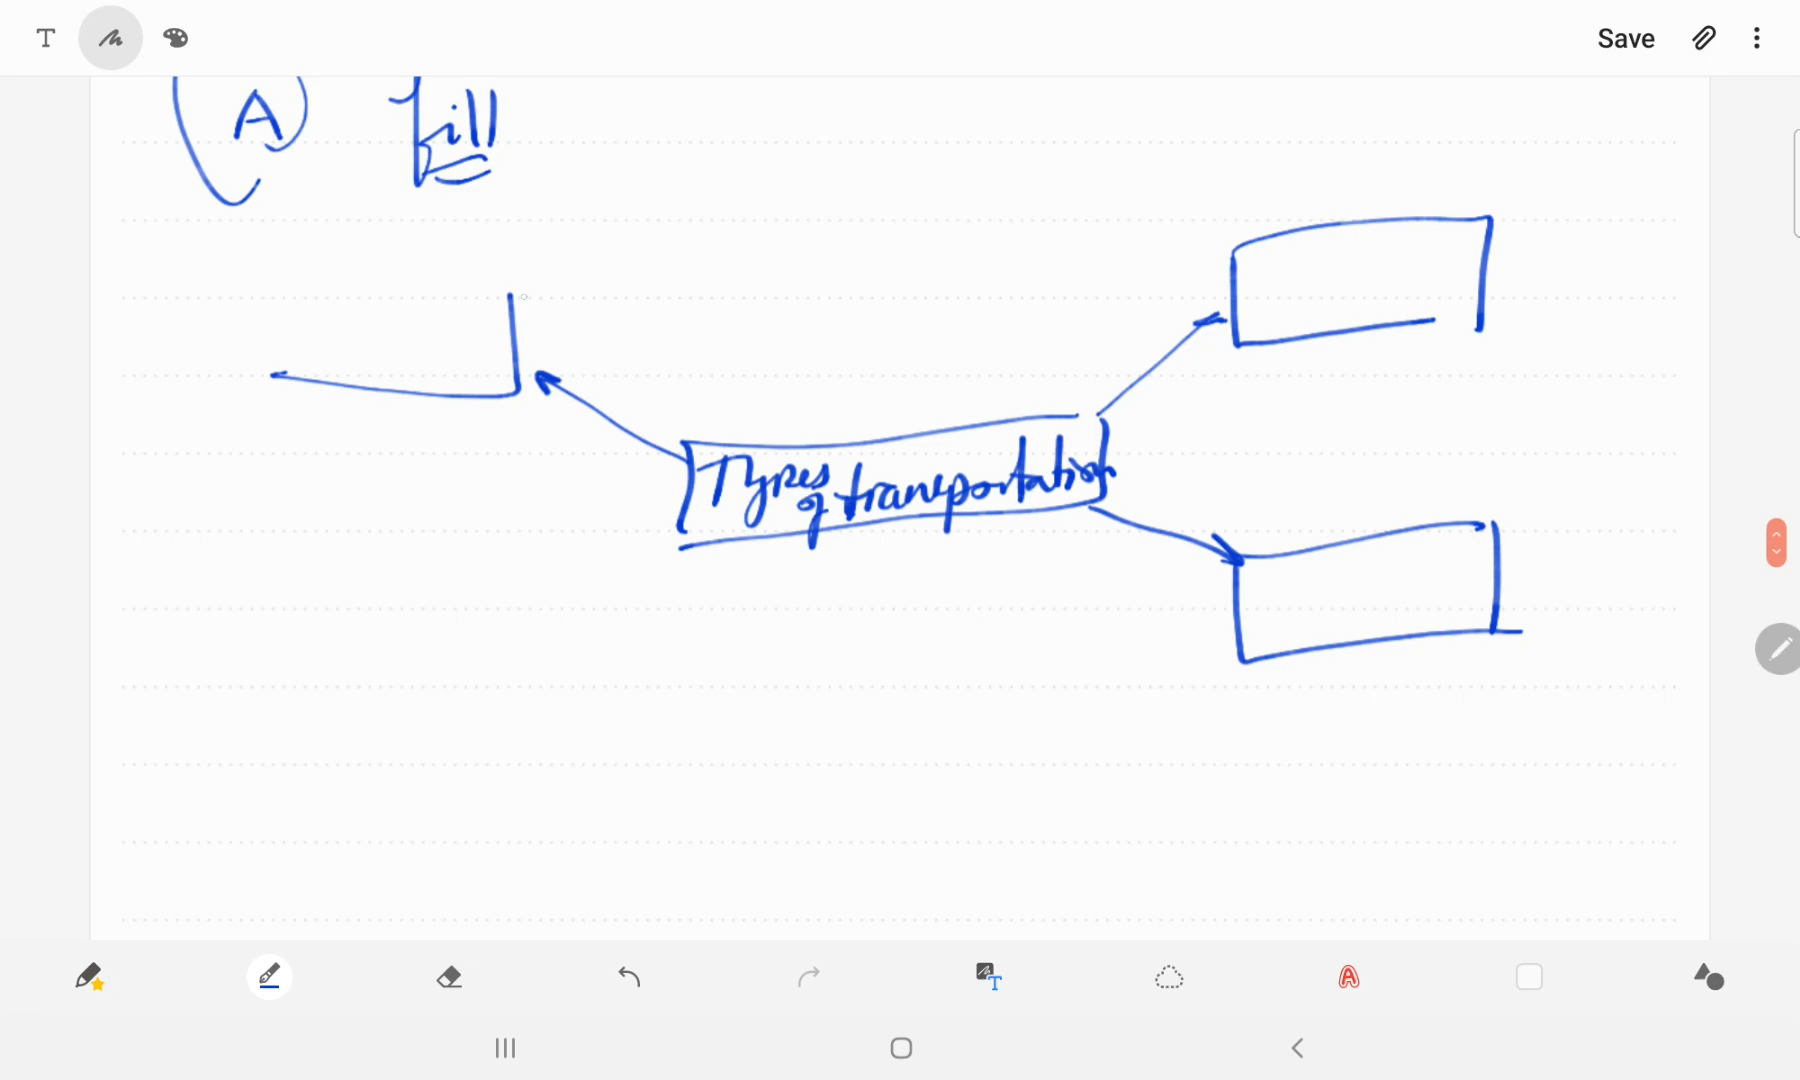 T
Save
A) fill
Types
of transportation
T
A